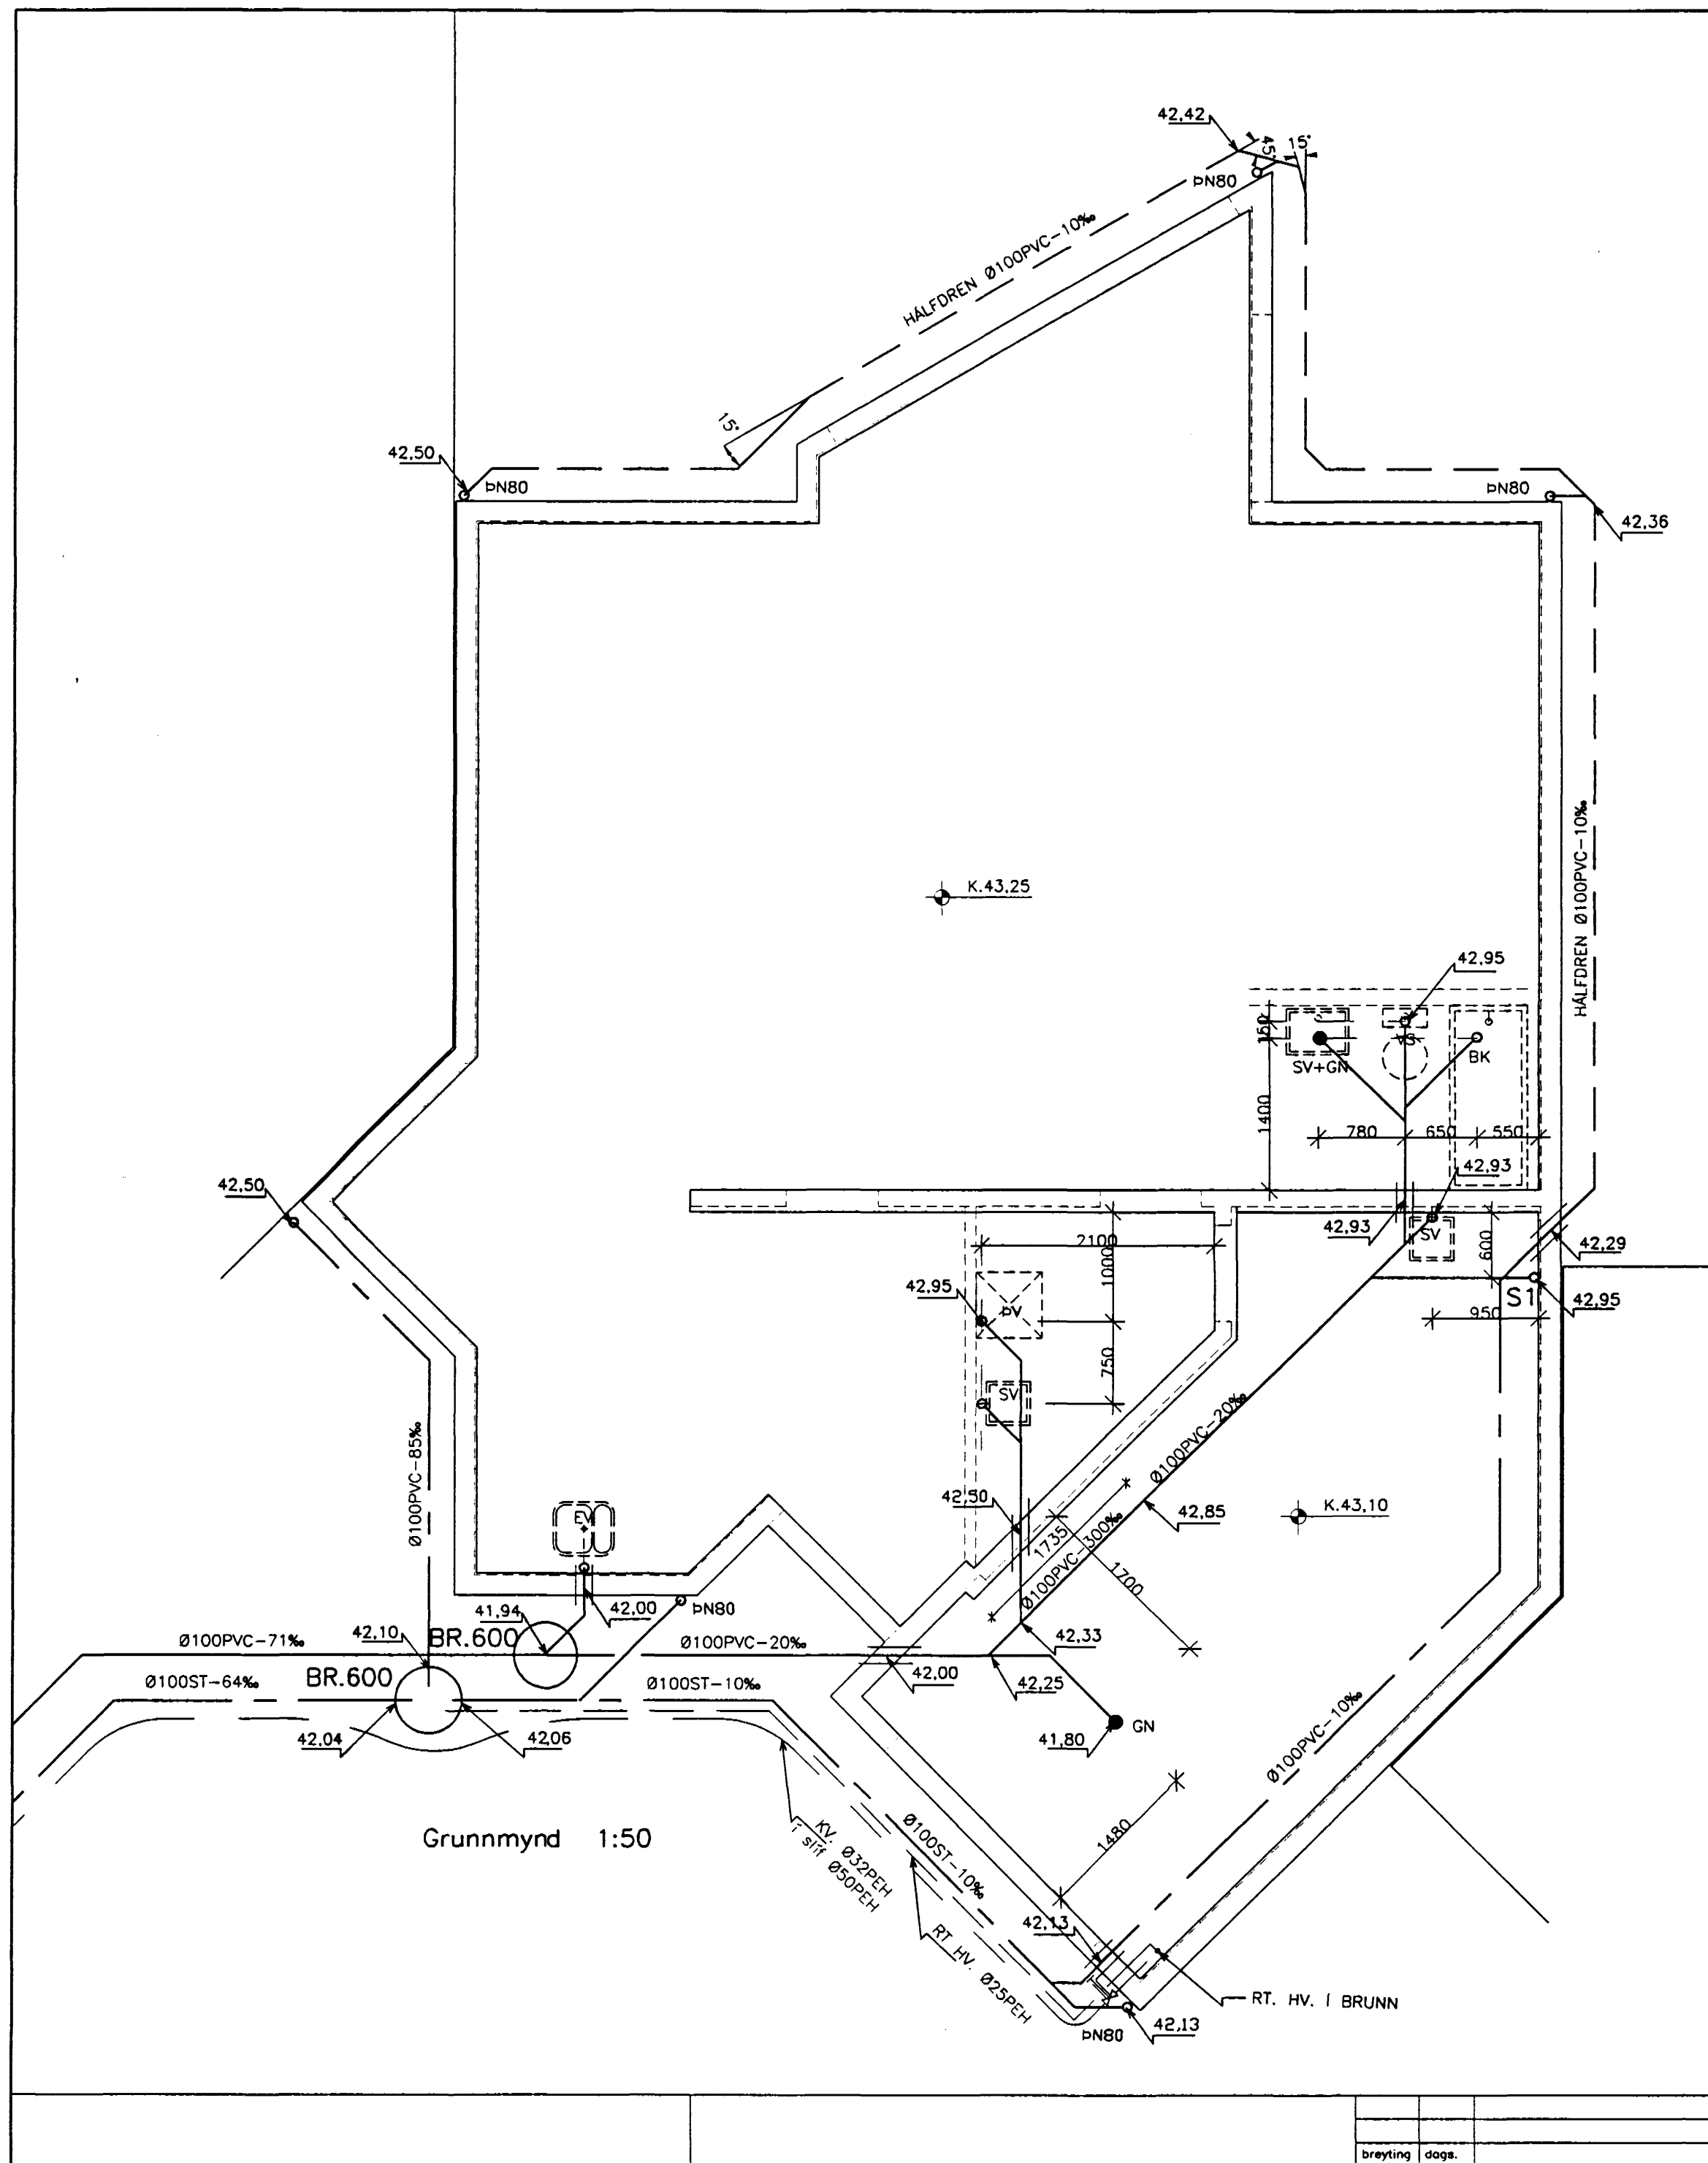 42,42
45°
15°
ÞN80
HÁLFDREN Ø100PVC-10‰
15°
42,50
ÞN80
ÞN80
42,36
K.43,25
HÁLFDREN Ø100PVC-10‰
42,95
150
VS
SV+GN
BK
1400
780
650
550
42,93
42,50
42,93
SV
600
42,29
2100
1000
42,95
ÞV
S1
42,95
950
750
SV
Ø100PVC-20‰
Ø100PVC-85‰
42,50
42,85
K.43,10
EV
1735
Ø100PVC-300‰
1700
41,94
42,00
ÞN80
42,10
BR.600
Ø100PVC-71‰
Ø100PVC-20‰
42,33
Ø100ST-64‰
BR.600
Ø100ST-10‰
42,00
42,25
GN
42,04
42,06
41,80
Ø100PVC-10‰
Grunnmynd 1:50
KV. Ø32PEH
í slíf Ø50PEH
Ø100ST-10‰
1480
42,13
RT. HV. Ø25PEH
RT. HV. Í BRUNN
ÞN80
42,13
breyting dags.